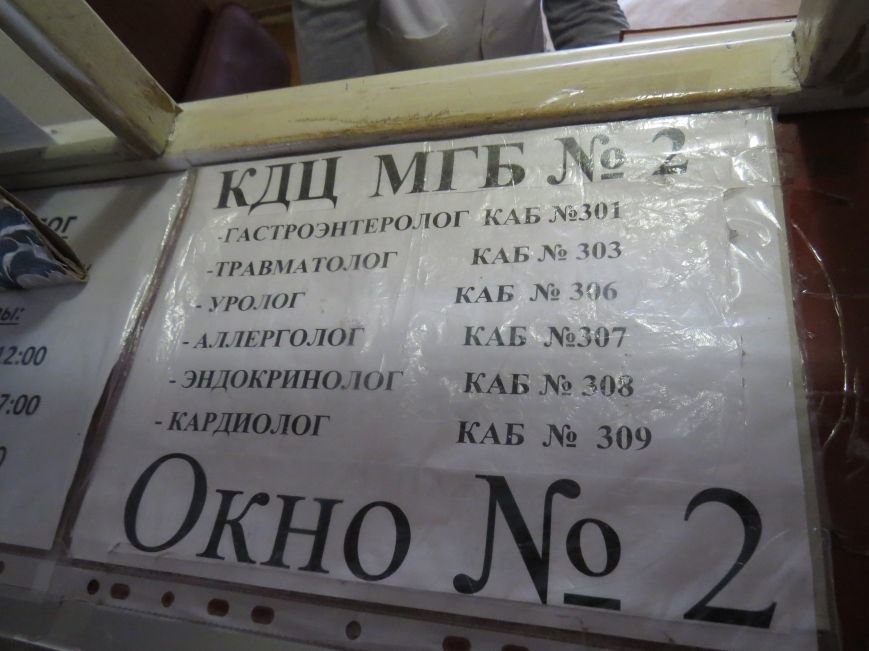 КДЦ МГБ № 2
-ГАСТРОЭНТЕРОЛОГ КАБ №301
-ТРАВМАТОЛОГ КАБ № 303
- УРОЛОГ КАБ № 306
- АЛЛЕРГОЛОГ КАБ №307
- ЭНДОКРИНОЛОГ КАБ № 308
- КАРДИОЛОГ КАБ № 309
ОКНО № 2